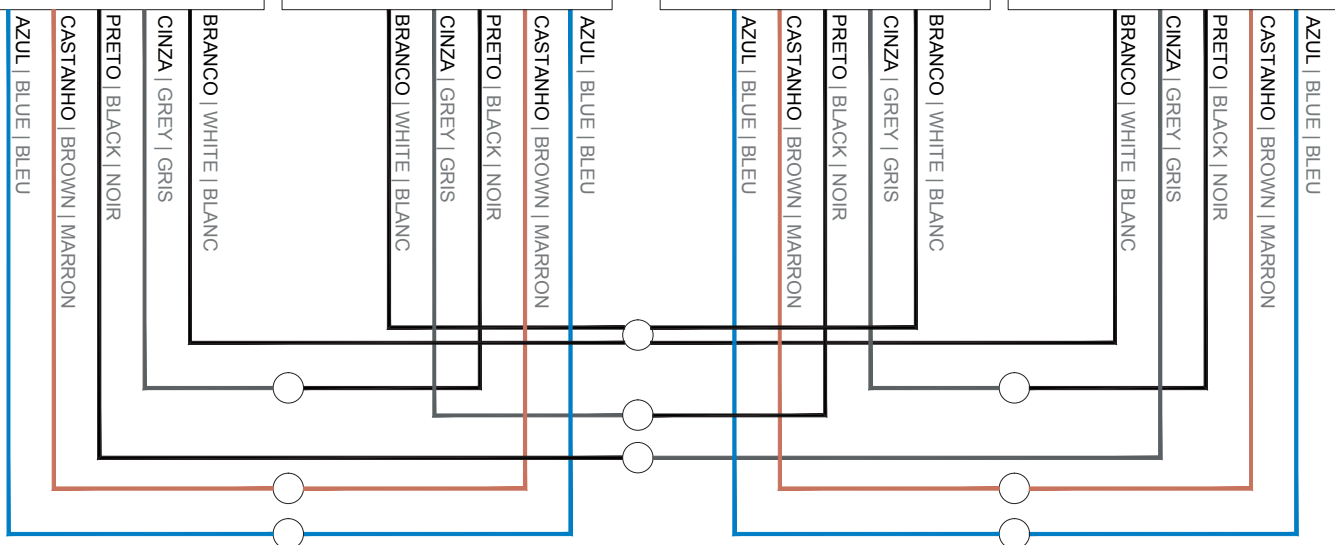 AZUL | BLUE | BLEU
CASTANHO | BROWN | MARRON
PRETO | BLACK | NOIR
CINZA | GREY | GRIS
BRANCO | WHITE | BLANC
BRANCO | WHITE | BLANC
CINZA | GREY | GRIS
PRETO | BLACK | NOIR
CASTANHO | BROWN | MARRON
AZUL | BLUE | BLEU
AZUL | BLUE | BLEU
CASTANHO | BROWN | MARRON
PRETO | BLACK | NOIR
CINZA | GREY | GRIS
BRANCO | WHITE | BLANC
BRANCO | WHITE | BLANC
CINZA | GREY | GRIS
PRETO | BLACK | NOIR
CASTANHO | BROWN | MARRON
AZUL | BLUE | BLEU